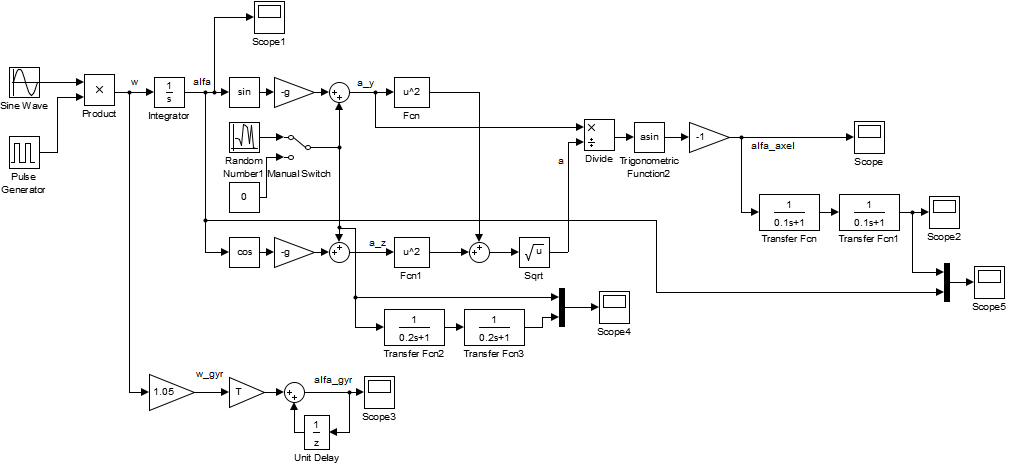 Scope1
Sine Wave
×
Product
w
1
s
Integrator
alfa
sin
-g
a_y
u^2
Fcn
Pulse
Generator
Random
Number1
Manual Switch
0
×
÷
Divide
a
asin
Trigonometric
Function2
-1
alfa_axel
Scope
1
0.1s+1
Transfer Fcn
1
0.1s+1
Transfer Fcn1
Scope2
cos
-g
a_z
u^2
Fcn1
√u
Sqrt
Scope5
1
0.2s+1
Transfer Fcn2
1
0.2s+1
Transfer Fcn3
Scope4
1.05
w_gyr
T
alfa_gyr
Scope3
1
z
Unit Delay